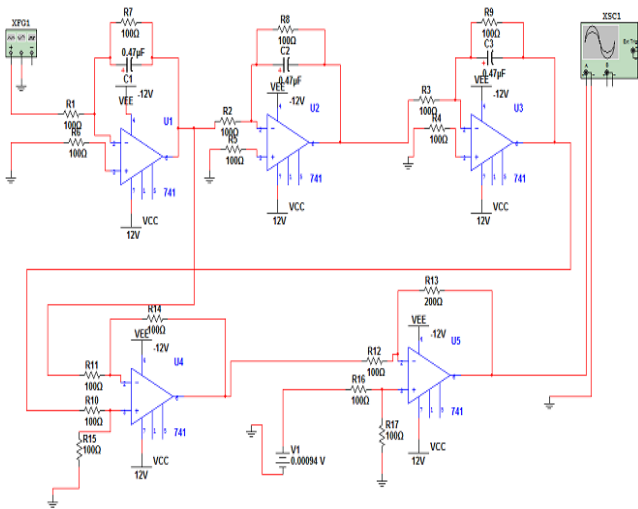 XFG1
XSC1
Ext Trig
A
B
R7
100Ω
0.47µF
C1
VEE
-12V
R1
100Ω
R6
100Ω
U1
741
VCC
12V
R8
100Ω
C2
0.47µF
VEE
-12V
R2
100Ω
R5
100Ω
U2
741
VCC
12V
R9
100Ω
C3
0.47µF
VEE
-12V
R3
100Ω
R4
100Ω
U3
741
VCC
12V
R14
100Ω
VEE
-12V
U4
R11
100Ω
R10
100Ω
R15
100Ω
741
VCC
12V
R13
200Ω
VEE
-12V
U5
R12
100Ω
R16
100Ω
R17
100Ω
V1
0.00094 V
741
VCC
12V